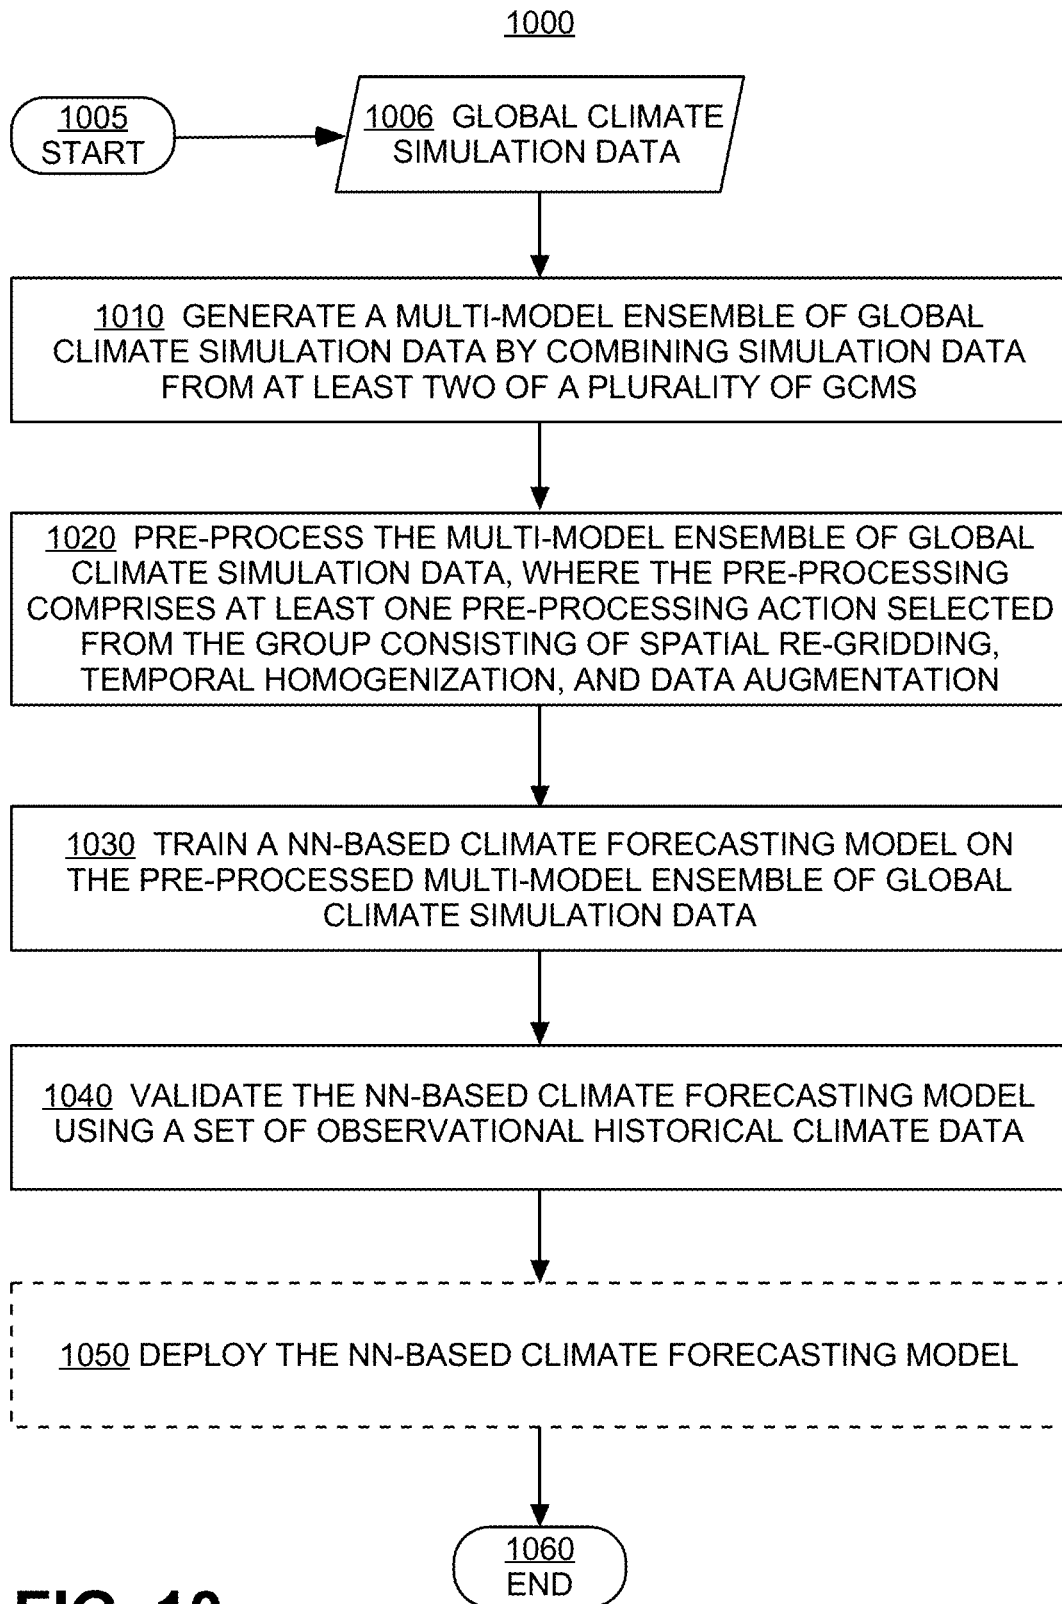 1000
1005
START
1006 GLOBAL CLIMATE
SIMULATION DATA
1010 GENERATE A MULTI-MODEL ENSEMBLE OF GLOBAL
CLIMATE SIMULATION DATA BY COMBINING SIMULATION DATA
FROM AT LEAST TWO OF A PLURALITY OF GCMS
1020 PRE-PROCESS THE MULTI-MODEL ENSEMBLE OF GLOBAL
CLIMATE SIMULATION DATA, WHERE THE PRE-PROCESSING
COMPRISES AT LEAST ONE PRE-PROCESSING ACTION SELECTED
FROM THE GROUP CONSISTING OF SPATIAL RE-GRIDDING,
TEMPORAL HOMOGENIZATION, AND DATA AUGMENTATION
1030 TRAIN A NN-BASED CLIMATE FORECASTING MODEL ON
THE PRE-PROCESSED MULTI-MODEL ENSEMBLE OF GLOBAL
CLIMATE SIMULATION DATA
1040 VALIDATE THE NN-BASED CLIMATE FORECASTING MODEL
USING A SET OF OBSERVATIONAL HISTORICAL CLIMATE DATA
1050 DEPLOY THE NN-BASED CLIMATE FORECASTING MODEL
1060
END
FIG. 10